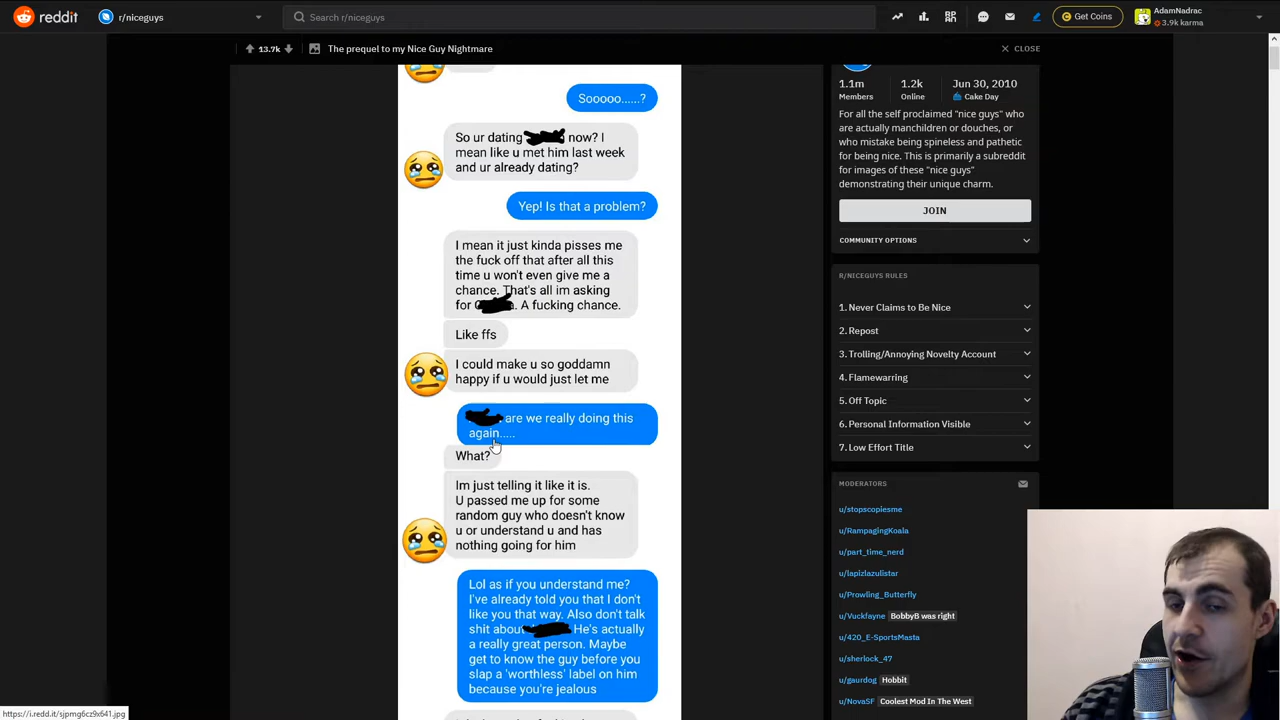 reddit
r/niceguys
Search r/niceguys
Get Coins
AdamNadrac
3.9k karma
13.7k
The prequel to my Nice Guy Nightmare
CLOSE
Sooooo......?
So ur dating now? I
mean like u met him last week
and ur already dating?
Yep! Is that a problem?
I mean it just kinda pisses me
the fuck off that after all this
time u won't even give me a
chance. That's all im asking
for . A fucking chance.
Like ffs
I could make u so goddamn
happy if u would just let me
are we really doing this
again.....
What?
Im just telling it like it is.
U passed me up for some
random guy who doesn't know
u or understand u and has
nothing going for him
Lol as if you understand me?
I've already told you that I don't
like you that way. Also don't talk
shit about He's actually
a really great person. Maybe
get to know the guy before you
slap a 'worthless' label on him
because you're jealous
1.1m
Members
1.2k
Online
Jun 30, 2010
Cake Day
For all the self proclaimed "nice guys" who
are actually manchildren or douches, or
who mistake being spineless and pathetic
for being nice. This is primarily a subreddit
for images of these "nice guys"
demonstrating their unique charm.
JOIN
COMMUNITY OPTIONS
R/NICEGUYS RULES
1. Never Claims to Be Nice
2. Repost
3. Trolling/Annoying Novelty Account
4. Flamewarring
5. Off Topic
6. Personal Information Visible
7. Low Effort Title
MODERATORS
u/stopscopiesme
u/RampagingKoala
u/part_time_nerd
u/lapizlazulistar
u/Prowling_Butterfly
u/Vuckfayne BobbyB was right
u/420_E-SportsMasta
u/sherlock_47
u/gaurdog Hobbit
u/NovaSF Coolest Mod In The West
https://i.redd.it/sjpmg6cz9x641.jpg